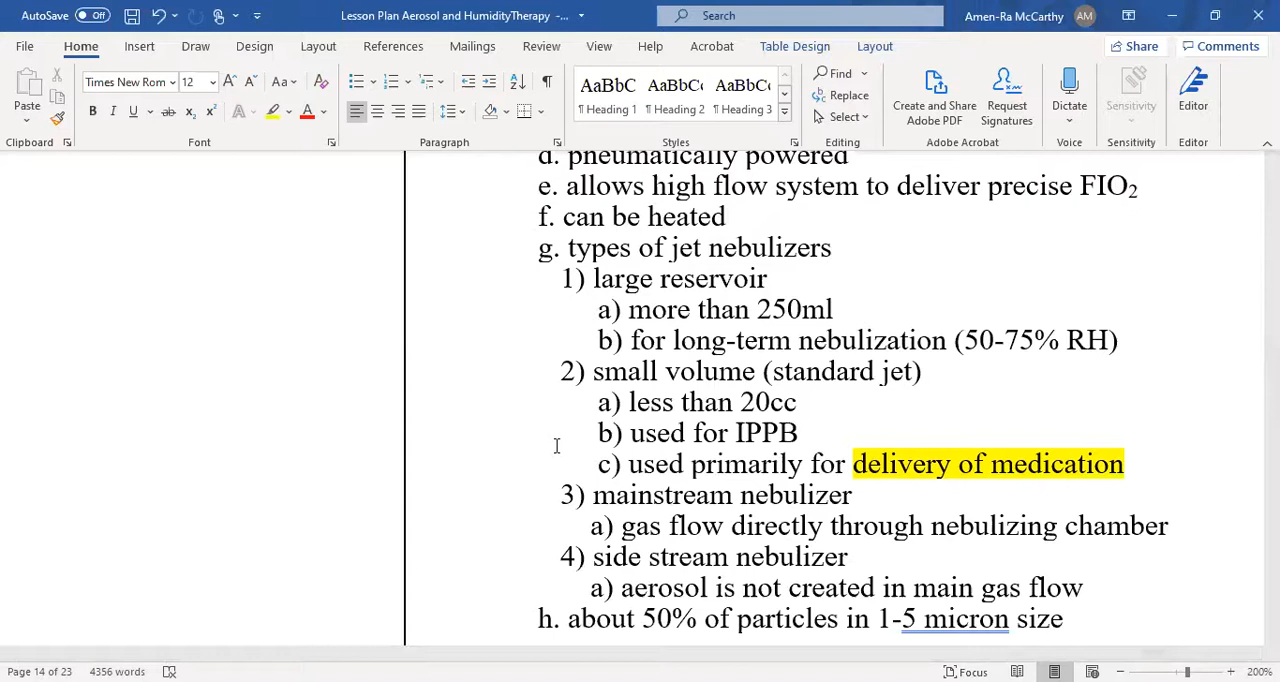 AutoSave Off Lesson Plan Aerosol and HumidityTherapy -... Search Amen-Ra McCarthy AM
File Home Insert Draw Design Layout References Mailings Review View Help Acrobat Table Design Layout Share Comments
Paste Times New Rom 12 Aa AaBbC AaBbC AaBbC Find Replace Select Create and Share Adobe PDF Request Signatures Dictate Sensitivity Editor
¶ Heading 1 ¶ Heading 2 ¶ Heading 3
Clipboard Font Paragraph Styles Editing Adobe Acrobat Voice Sensitivity Editor
d. pneumatically powered
e. allows high flow system to deliver precise FIO₂
f. can be heated
g. types of jet nebulizers
1) large reservoir
a) more than 250ml
b) for long-term nebulization (50-75% RH)
2) small volume (standard jet)
a) less than 20cc
b) used for IPPB
c) used primarily for delivery of medication
3) mainstream nebulizer
a) gas flow directly through nebulizing chamber
4) side stream nebulizer
a) aerosol is not created in main gas flow
h. about 50% of particles in 1-5 micron size
Page 14 of 23 4356 words Focus 200%